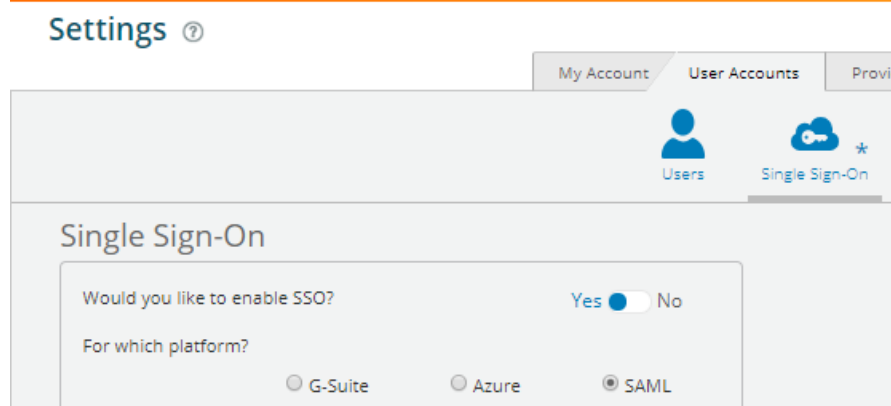 Settings ?
My Account User Accounts Provi
Users Single Sign-On *
Single Sign-On
Would you like to enable SSO? Yes No
For which platform?
G-Suite Azure SAML